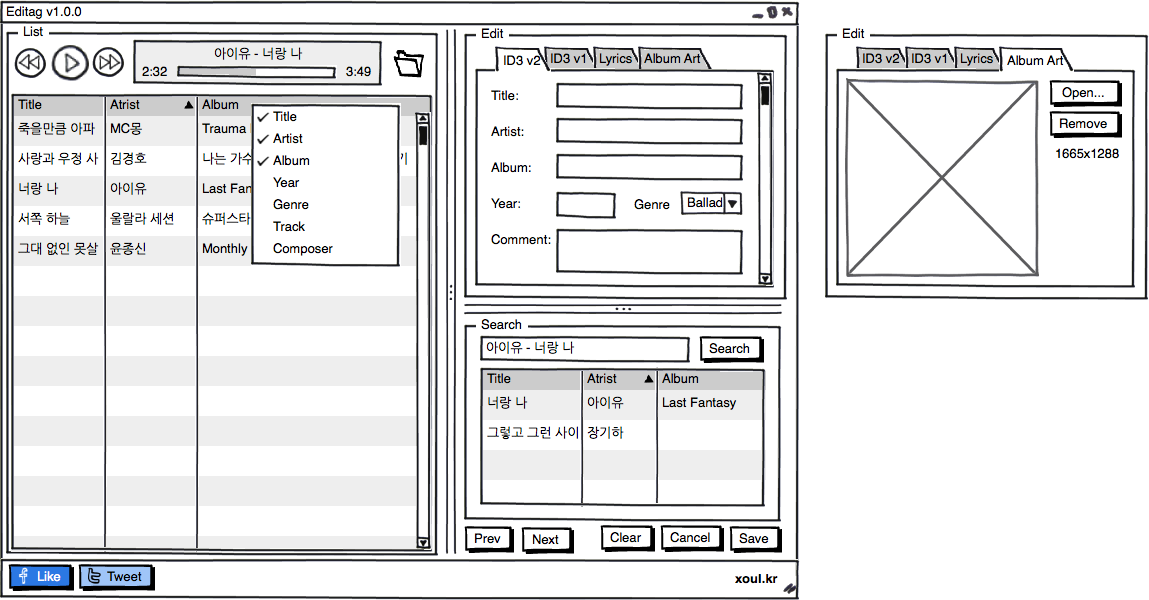 Editag v1.0.0
List
아이유 - 너랑 나
2:32
3:49
Title Atrist Album
죽을만큼 아파 MC몽 Trauma
사랑과 우정 사 김경호 나는 가수 기
너랑 나 아이유 Last Fan
서쪽 하늘 울랄라 세션 슈퍼스타
그대 없인 못살 윤종신 Monthly
Title
Artist
Album
Year
Genre
Track
Composer
Edit
ID3 v2 ID3 v1 Lyrics Album Art
Title:
Artist:
Album:
Year: Genre Ballad
Comment:
Search
아이유 - 너랑 나 Search
Title Atrist Album
너랑 나 아이유 Last Fantasy
그렇고 그런 사이 장기하
Prev Next Clear Cancel Save
Like Tweet xoul.kr
Edit
ID3 v2 ID3 v1 Lyrics Album Art
Open...
Remove
1665x1288